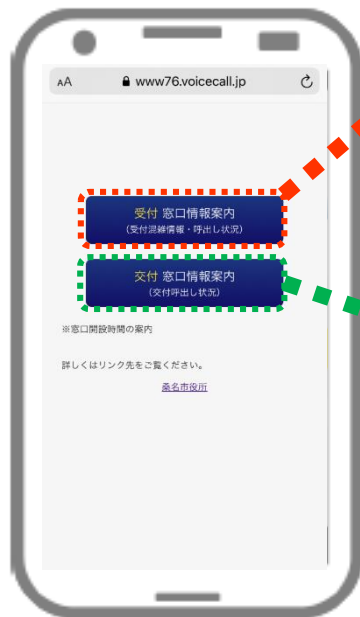 AA www76.voicecall.jp
受付 窓口情報案内
(受付混雑情報・呼出し状況)
交付 窓口情報案内
(交付呼出し状況)
※窓口開設時間の案内
詳しくはリンク先をご覧ください。
桑名市役所